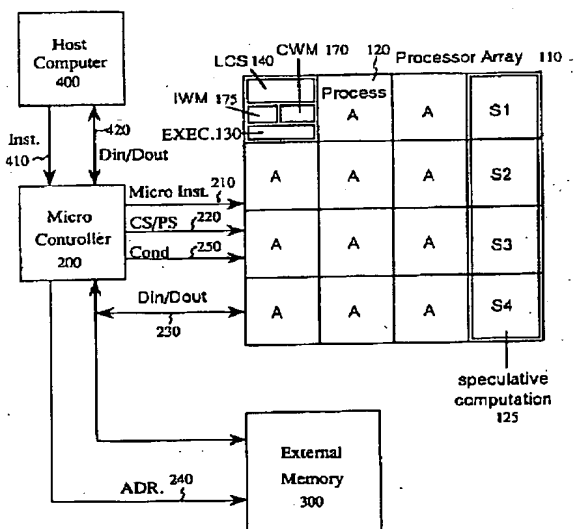 Host
Computer
400
LCS 140
CWM 170
120
Processor Array 110
IWM 175
EXEC.130
Process
A
A
S1
Inst.
410
420
Din/Dout
Micro
Controller
200
Micro Inst. 210
CS/PS 220
Cond 250
A
A
A
S2
A
A
A
S3
Din/Dout
230
A
A
A
S4
speculative
computation
125
External
Memory
300
ADR. 240